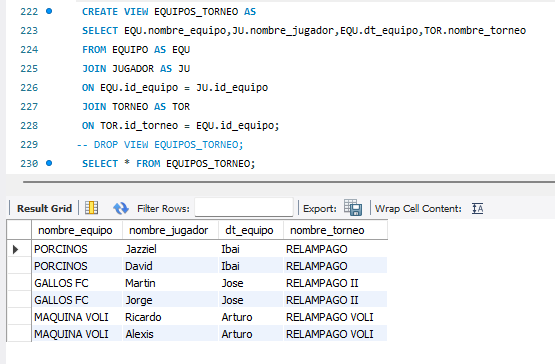 222 CREATE VIEW EQUIPOS_TORNEO AS
223 SELECT EQU.nombre_equipo,JU.nombre_jugador,EQU.dt_equipo,TOR.nombre_torneo
224 FROM EQUIPO AS EQU
225 JOIN JUGADOR AS JU
226 ON EQU.id_equipo = JU.id_equipo
227 JOIN TORNEO AS TOR
228 ON TOR.id_torneo = EQU.id_equipo;
229 -- DROP VIEW EQUIPOS_TORNEO;
230 SELECT * FROM EQUIPOS_TORNEO;
Result Grid Filter Rows: Export: Wrap Cell Content: IA
nombre_equipo nombre_jugador dt_equipo nombre_torneo
PORCINOS Jazziel Ibai RELAMPAGO
PORCINOS David Ibai RELAMPAGO
GALLOS FC Martin Jose RELAMPAGO II
GALLOS FC Jorge Jose RELAMPAGO II
MAQUINA VOLI Ricardo Arturo RELAMPAGO VOLI
MAQUINA VOLI Alexis Arturo RELAMPAGO VOLI